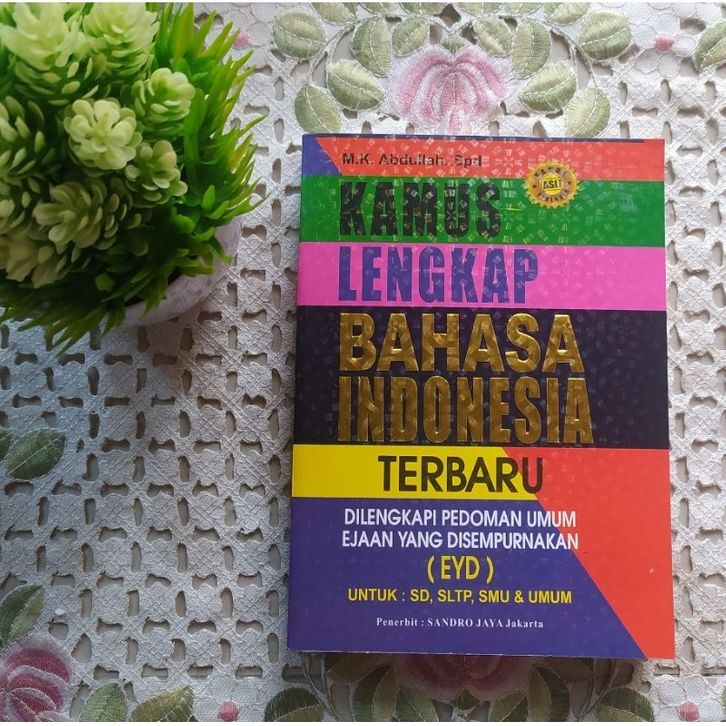 M.K. Abdullah. Spd
ASLI
KAMUS
LENGKAP
BAHASA
INDONESIA
TERBARU
DILENGKAPI PEDOMAN UMUM
EJAAN YANG DISEMPURNAKAN
( EYD )
UNTUK : SD, SLTP, SMU & UMUM
Penerbit : SANDRO JAYA Jakarta